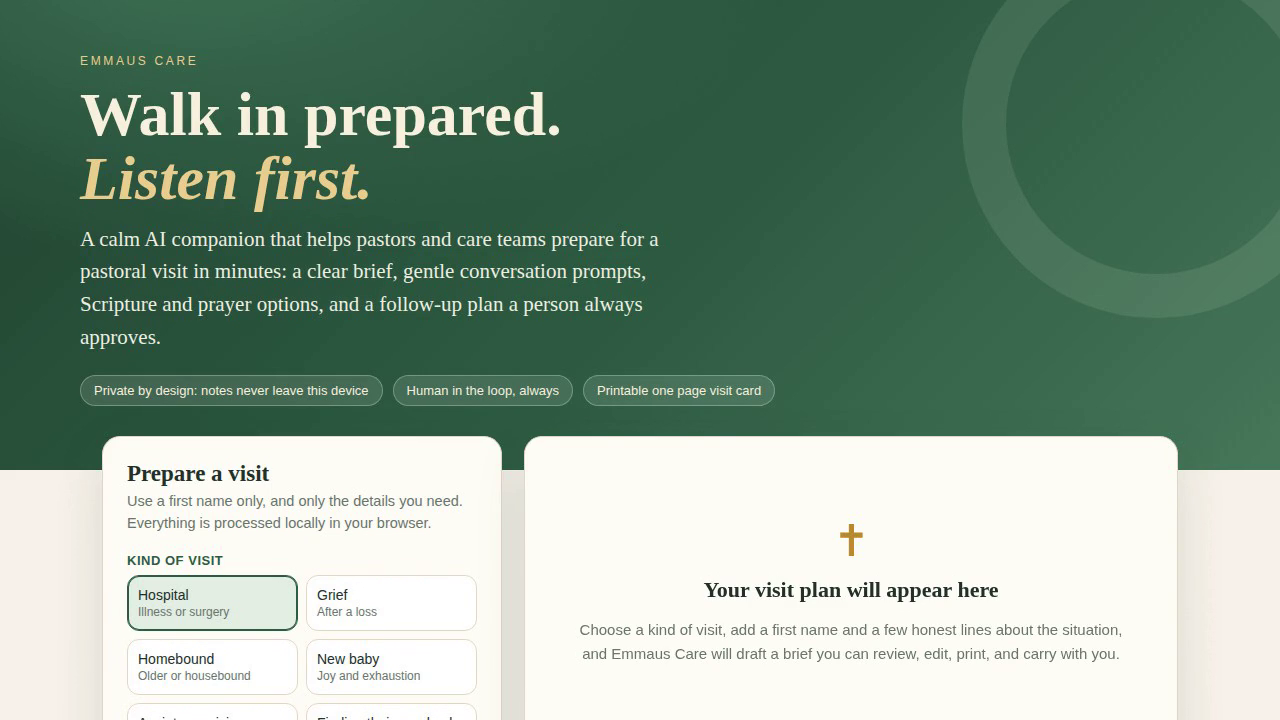 EMMAUS CARE
Walk in prepared.
Listen first.
A calm AI companion that helps pastors and care teams prepare for a
pastoral visit in minutes: a clear brief, gentle conversation prompts,
Scripture and prayer options, and a follow-up plan a person always
approves.
Private by design: notes never leave this device
Human in the loop, always
Printable one page visit card
Prepare a visit
Use a first name only, and only the details you need.
Everything is processed locally in your browser.
KIND OF VISIT
Hospital
Illness or surgery
Grief
After a loss
Homebound
Older or housebound
New baby
Joy and exhaustion
Your visit plan will appear here
Choose a kind of visit, add a first name and a few honest lines about the situation,
and Emmaus Care will draft a brief you can review, edit, print, and carry with you.